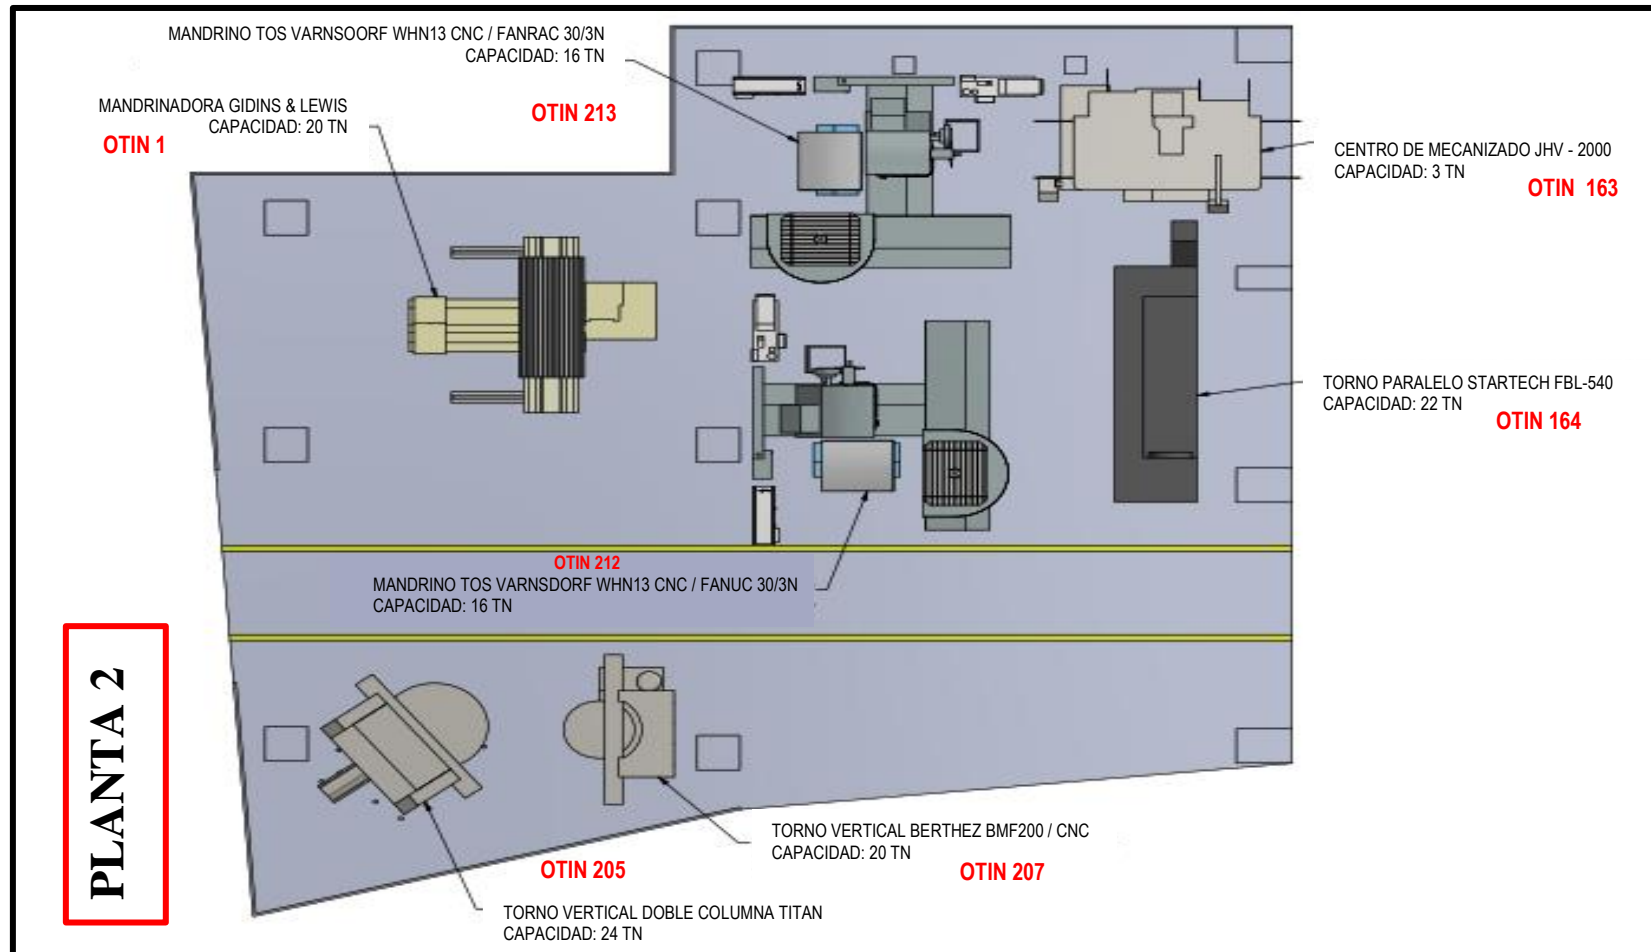 MANDRINO TOS VARNSOORF WHN13 CNC / FANRAC 30/3N
CAPACIDAD: 16 TN
OTIN 213
MANDRINADORA GIDINS & LEWIS
CAPACIDAD: 20 TN
OTIN 1
CENTRO DE MECANIZADO JHV - 2000
CAPACIDAD: 3 TN
OTIN 163
TORNO PARALELO STARTECH FBL-540
CAPACIDAD: 22 TN
OTIN 164
OTIN 212
MANDRINO TOS VARNSDORF WHN13 CNC / FANUC 30/3N
CAPACIDAD: 16 TN
PLANTA 2
TORNO VERTICAL BERTHEZ BMF200 / CNC
CAPACIDAD: 20 TN
OTIN 207
OTIN 205
TORNO VERTICAL DOBLE COLUMNA TITAN
CAPACIDAD: 24 TN